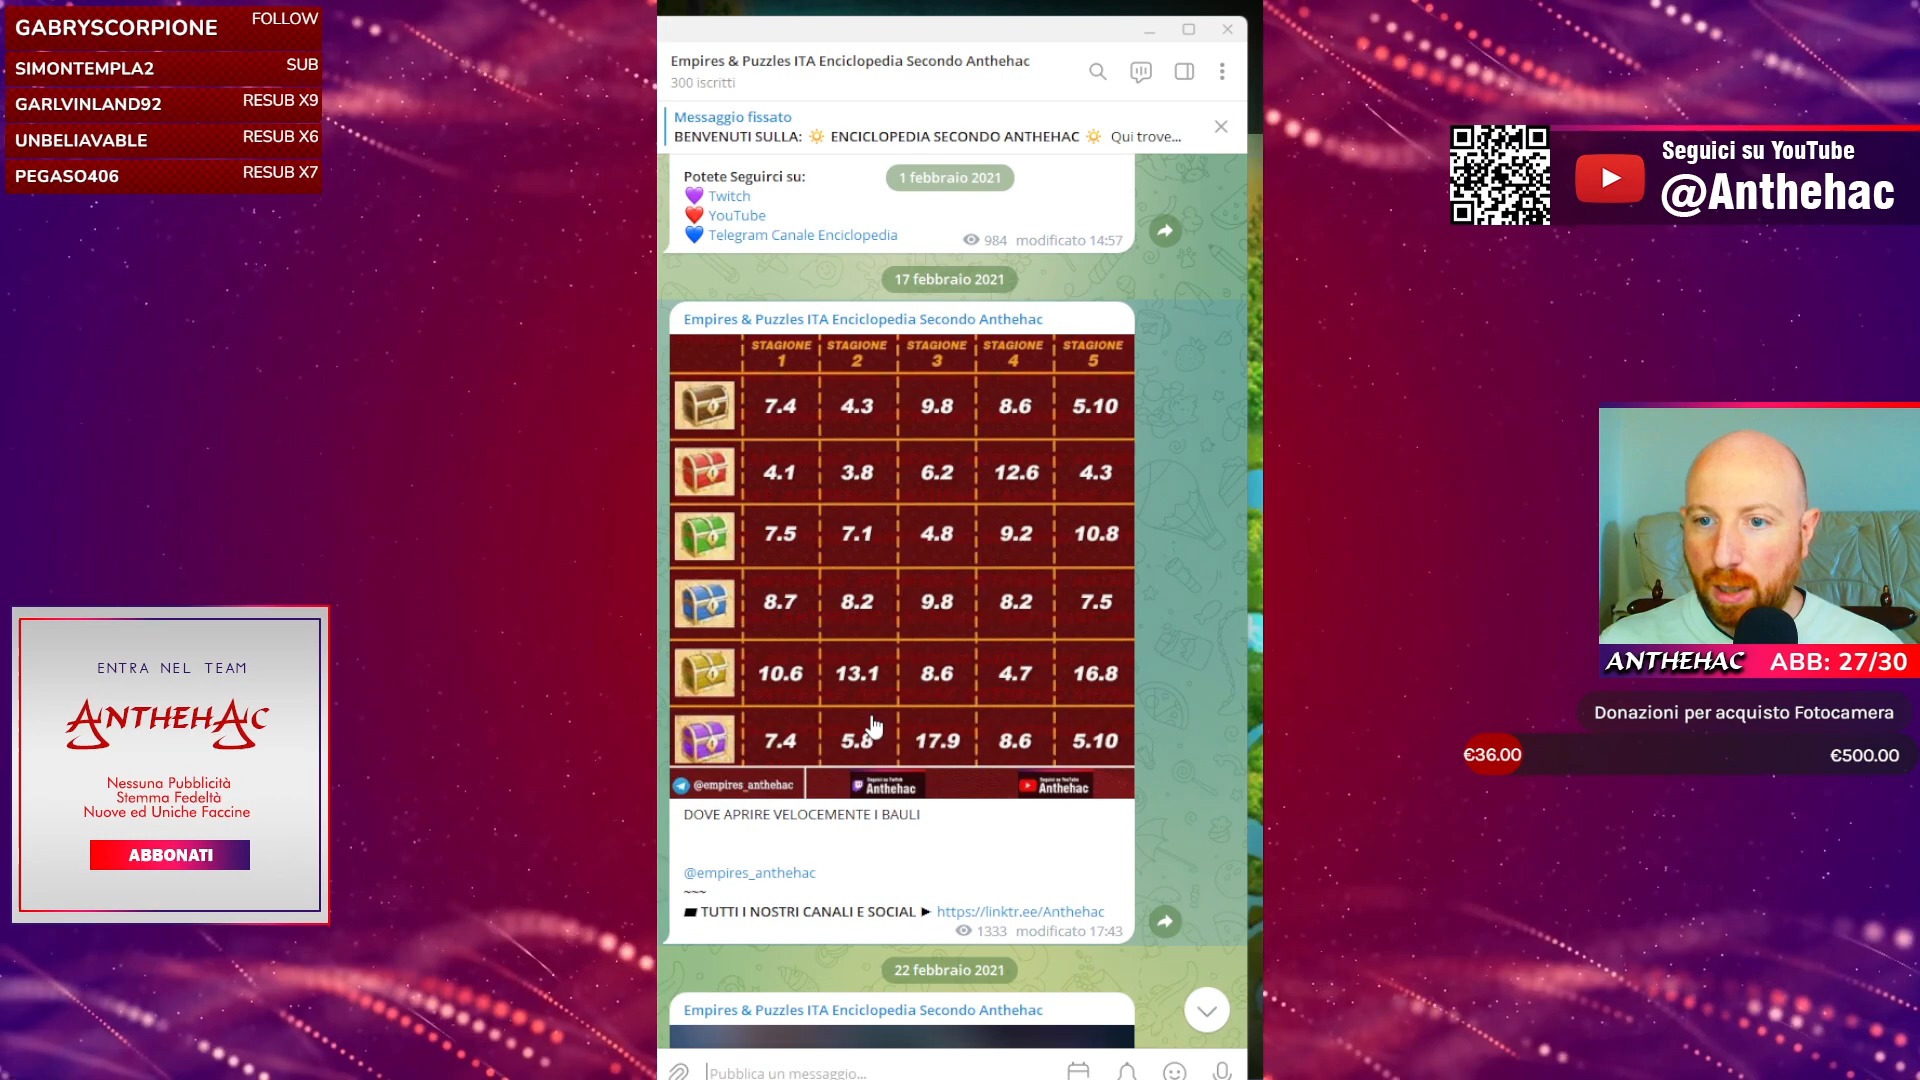 GABRYSCORPIONE FOLLOW
SIMONTEMPLA2 SUB
GARLVINLAND92 RESUB X9
UNBELIAVABLE RESUB X6
PEGASO406 RESUB X7
ENTRA NEL TEAM
ANTHEHAC
Nessuna Pubblicità
Stemma Fedeltà
Nuove ed Uniche Faccine
ABBONATI
Empires & Puzzles ITA Enciclopedia Secondo Anthehac
300 iscritti
Messaggio fissato
BENVENUTI SULLA: ☀️ ENCICLOPEDIA SECONDO ANTHEHAC ☀️ Qui trove...
Potete Seguirci su:
1 febbraio 2021
💜 Twitch
❤️ YouTube
💙 Telegram Canale Enciclopedia
984 modificato 14:57
17 febbraio 2021
Empires & Puzzles ITA Enciclopedia Secondo Anthehac
STAGIONE 1 STAGIONE 2 STAGIONE 3 STAGIONE 4 STAGIONE 5
7.4 4.3 9.8 8.6 5.10
4.1 3.8 6.2 12.6 4.3
7.5 7.1 4.8 9.2 10.8
8.7 8.2 9.8 8.2 7.5
10.6 13.1 8.6 4.7 16.8
7.4 5.8 17.9 8.6 5.10
@empires_anthehac Seguici su Twitch Anthehac Seguici su YouTube Anthehac
DOVE APRIRE VELOCEMENTE I BAULI
@empires_anthehac
~~~
TUTTI I NOSTRI CANALI E SOCIAL ► https://linktr.ee/Anthehac
1333 modificato 17:43
22 febbraio 2021
Empires & Puzzles ITA Enciclopedia Secondo Anthehac
Pubblica un messaggio...
Seguici su YouTube
@Anthehac
ANTHEHAC ABB: 27/30
Donazioni per acquisto Fotocamera
€36.00 €500.00